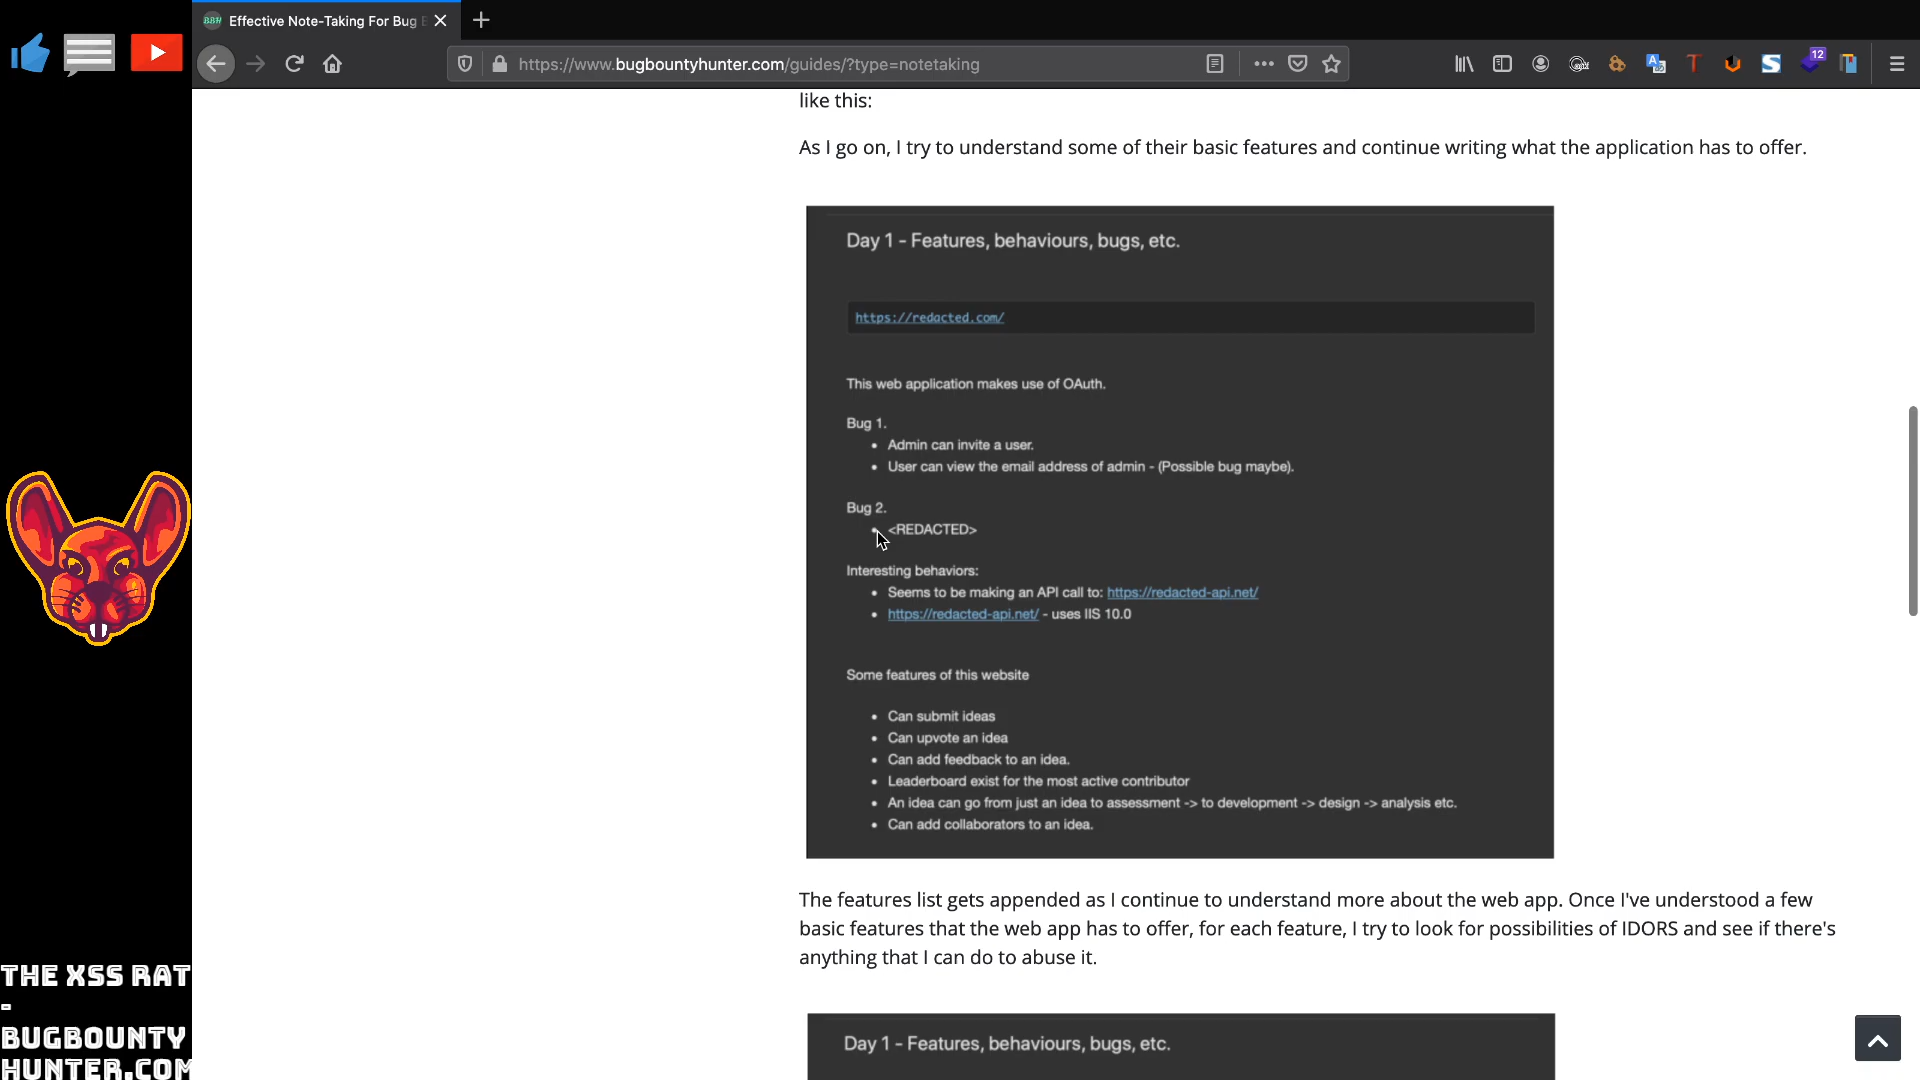 Effective Note-Taking For Bug B
https://www.bugbountyhunter.com/guides/?type=notetaking
12
like this:
As I go on, I try to understand some of their basic features and continue writing what the application has to offer.
Day 1 - Features, behaviours, bugs, etc.
https://redacted.com/
This web application makes use of OAuth.
Bug 1.
• Admin can invite a user.
• User can view the email address of admin - (Possible bug maybe).
Bug 2.
• <REDACTED>
Interesting behaviors:
• Seems to be making an API call to: https://redacted-api.net/
• https://redacted-api.net/ - uses IIS 10.0
Some features of this website
• Can submit ideas
• Can upvote an idea
• Can add feedback to an idea.
• Leaderboard exist for the most active contributor
• An idea can go from just an idea to assessment -> to development -> design -> analysis etc.
• Can add collaborators to an idea.
The features list gets appended as I continue to understand more about the web app. Once I've understood a few
basic features that the web app has to offer, for each feature, I try to look for possibilities of IDORS and see if there's
anything that I can do to abuse it.
Day 1 - Features, behaviours, bugs, etc.
THE XSS RAT
-
BUGBOUNTY
HUNTER.COM